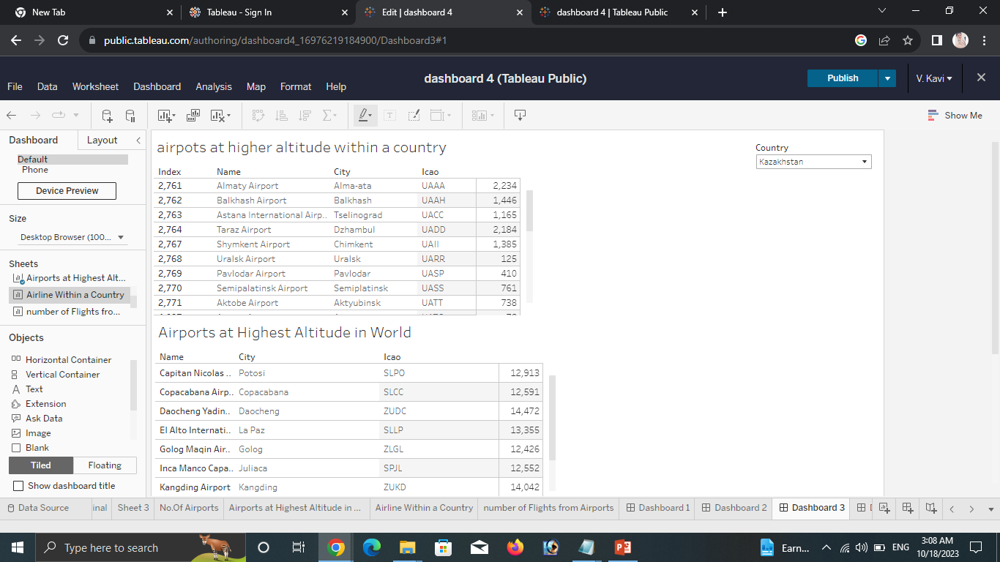 New Tab
Tableau - Sign In
Edit | dashboard 4
dashboard 4 | Tableau Public
public.tableau.com/authoring/dashboard4_16976219184900/Dashboard3#1
dashboard 4 (Tableau Public)
Publish
V. Kavi
File Data Worksheet Dashboard Analysis Map Format Help
Show Me
Dashboard Layout
Default
Phone
Device Preview
Size
Desktop Browser (100...
Sheets
Airports at Highest Alt...
Airline Within a Country
number of Flights fro...
Objects
Horizontal Container
Vertical Container
Text
Extension
Ask Data
Image
Blank
Tiled Floating
Show dashboard title
airpots at higher altitude within a country
Country
Kazakhstan
Index Name City Icao
2,761 Almaty Airport Alma-ata UAAA 2,234
2,762 Balkhash Airport Balkhash UAAH 1,446
2,763 Astana International Airp.. Tselinograd UACC 1,165
2,764 Taraz Airport Dzhambul UADD 2,184
2,767 Shymkent Airport Chimkent UAII 1,385
2,768 Uralsk Airport Uralsk UARR 125
2,769 Pavlodar Airport Pavlodar UASP 410
2,770 Semipalatinsk Airport Semiplatinsk UASS 761
2,771 Aktobe Airport Aktyubinsk UATT 738
Airports at Highest Altitude in World
Name City Icao
Capitan Nicolas .. Potosi SLPO 12,913
Copacabana Airp.. Copacabana SLCC 12,591
Daocheng Yadin.. Daocheng ZUDC 14,472
El Alto Internati.. La Paz SLLP 13,355
Golog Maqin Air.. Golog ZLGL 12,426
Inca Manco Capa.. Juliaca SPJL 12,552
Kangding Airport Kangding ZUKD 14,042
Data Source inal Sheet 3 No.Of Airports Airports at Highest Altitude in ... Airline Within a Country number of Flights from Airports Dashboard 1 Dashboard 2 Dashboard 3
Type here to search
Earn...
ENG
3:08 AM
10/18/2023